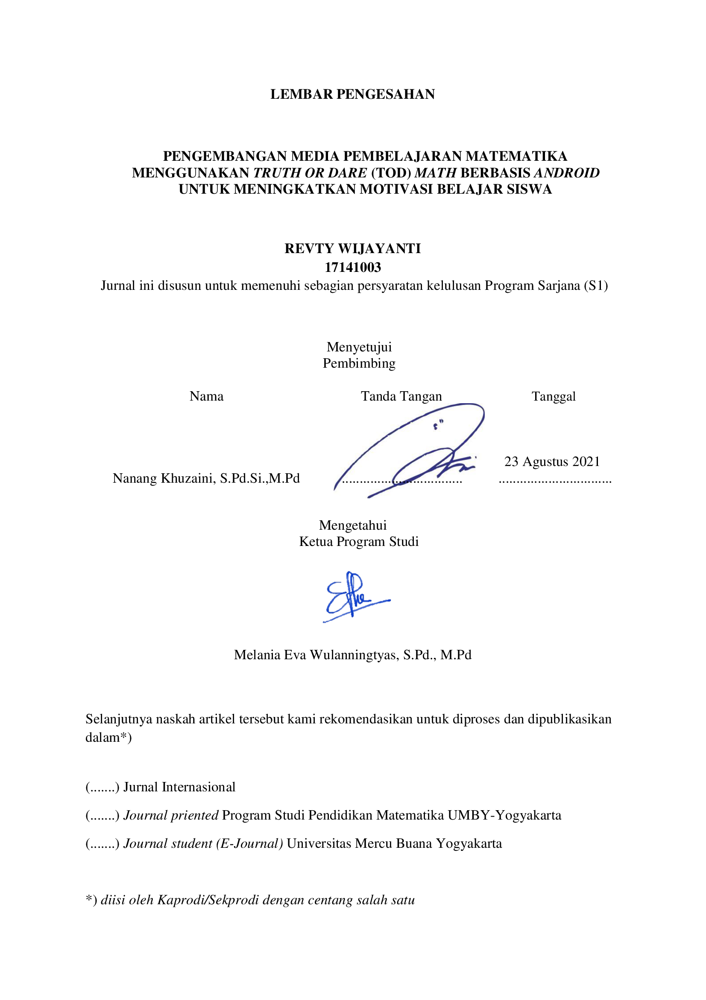 LEMBAR PENGESAHAN
PENGEMBANGAN MEDIA PEMBELAJARAN MATEMATIKA
MENGGUNAKAN TRUTH OR DARE (TOD) MATH BERBASIS ANDROID
UNTUK MENINGKATKAN MOTIVASI BELAJAR SISWA
REVTY WIJAYANTI
17141003
Jurnal ini disusun untuk memenuhi sebagian persyaratan kelulusan Program Sarjana (S1)
Menyetujui
Pembimbing
Nama Tanda Tangan Tanggal
23 Agustus 2021
Nanang Khuzaini, S.Pd.Si.,M.Pd .................................. ................................
Mengetahui
Ketua Program Studi
Melania Eva Wulanningtyas, S.Pd., M.Pd
Selanjutnya naskah artikel tersebut kami rekomendasikan untuk diproses dan dipublikasikan
dalam*)
(.......) Jurnal Internasional
(.......) Journal priented Program Studi Pendidikan Matematika UMBY-Yogyakarta
(.......) Journal student (E-Journal) Universitas Mercu Buana Yogyakarta
*) diisi oleh Kaprodi/Sekprodi dengan centang salah satu